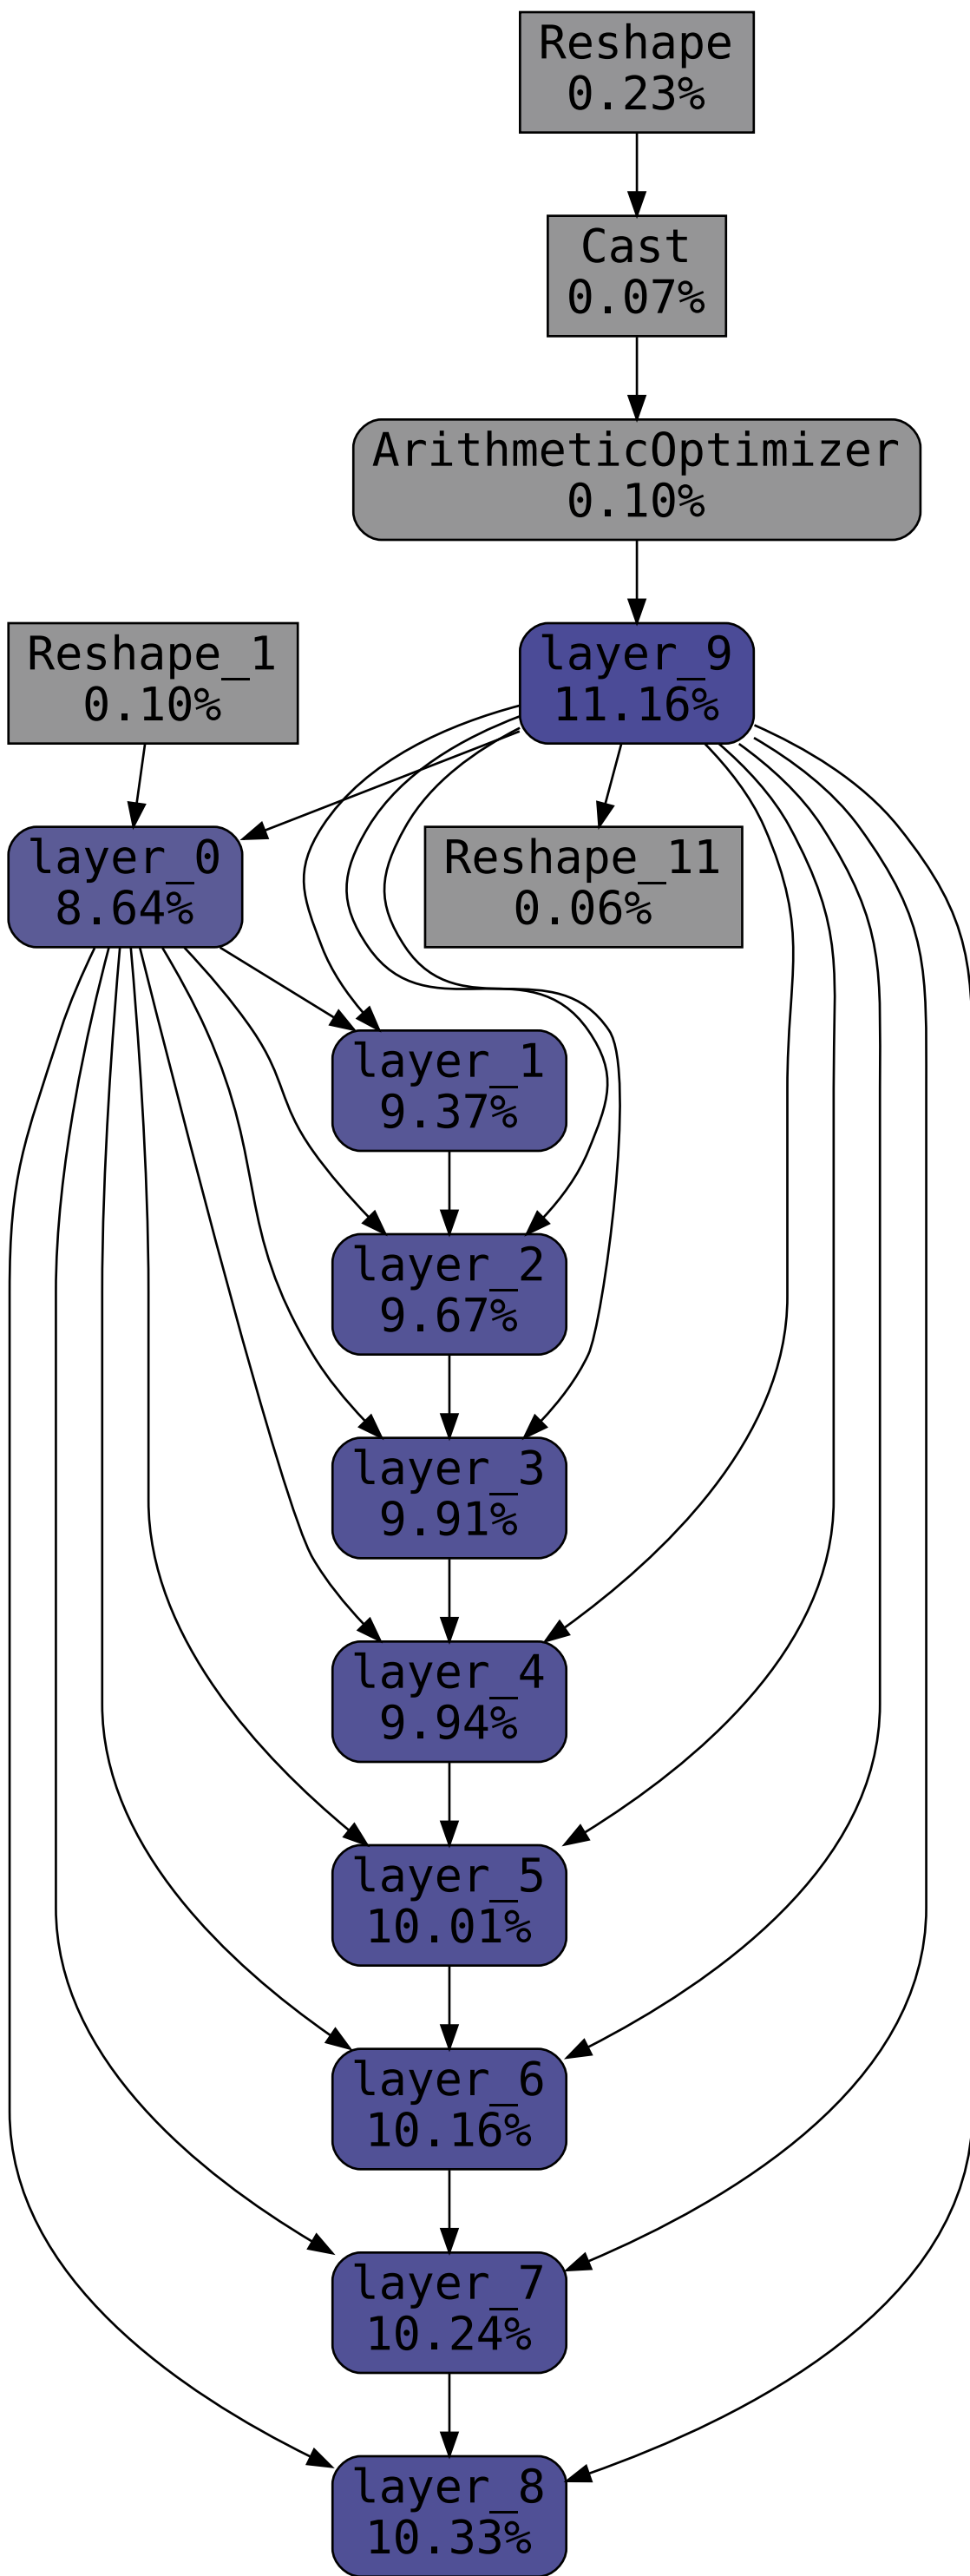 Reshape
0.23%
Cast
0.07%
ArithmeticOptimizer
0.10%
Reshape_1
0.10%
layer_9
11.16%
layer_0
8.64%
Reshape_11
0.06%
layer_1
9.37%
layer_2
9.67%
layer_3
9.91%
layer_4
9.94%
layer_5
10.01%
layer_6
10.16%
layer_7
10.24%
layer_8
10.33%